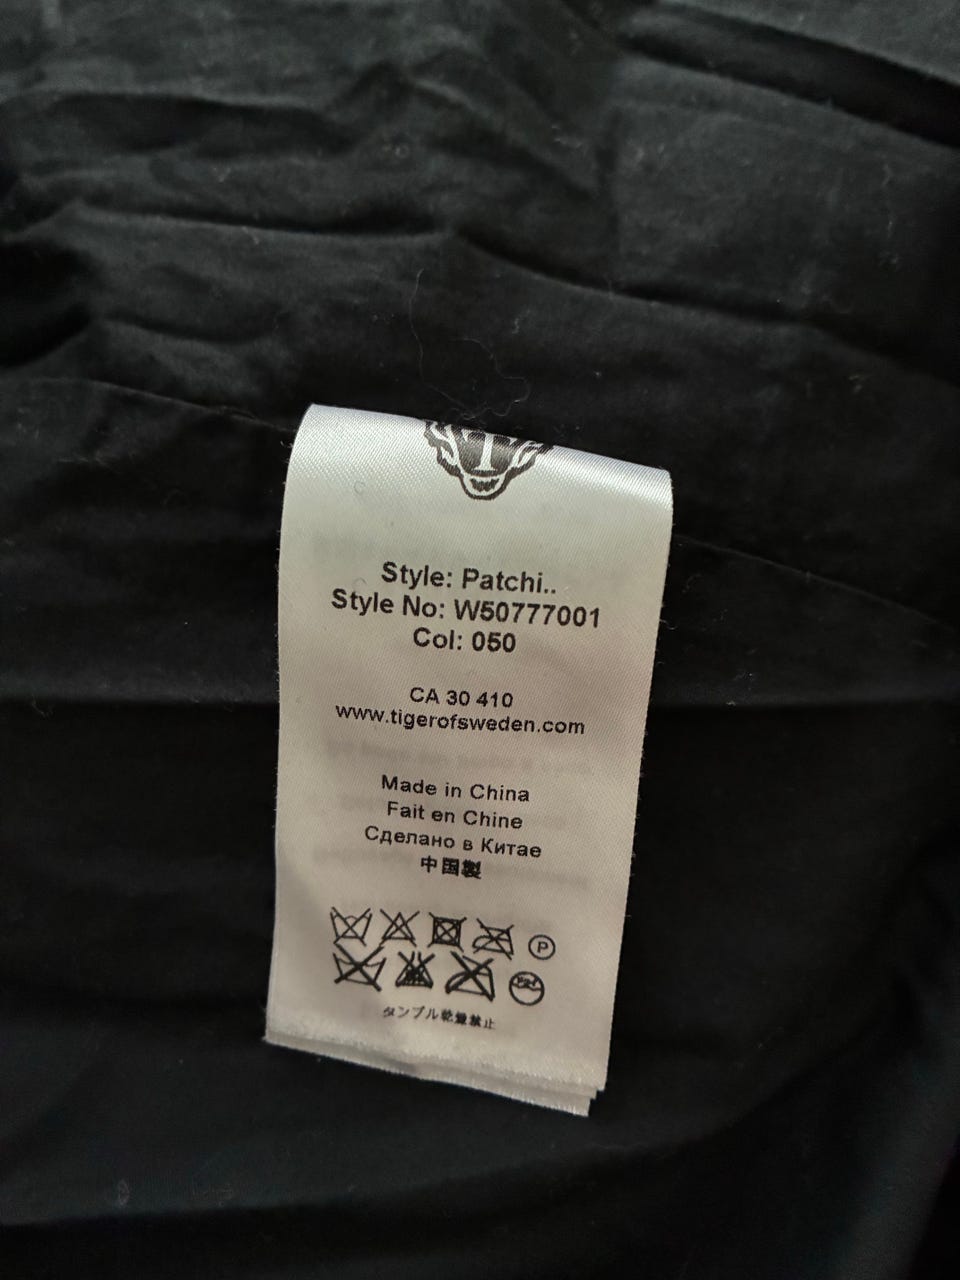 T
Style: Patchi..
Style No: W50777001
Col: 050
CA 30 410
www.tigerofsweden.com
Made in China
Fait en Chine
Сделано в Китае
中国製
P
タンブル乾燥禁止